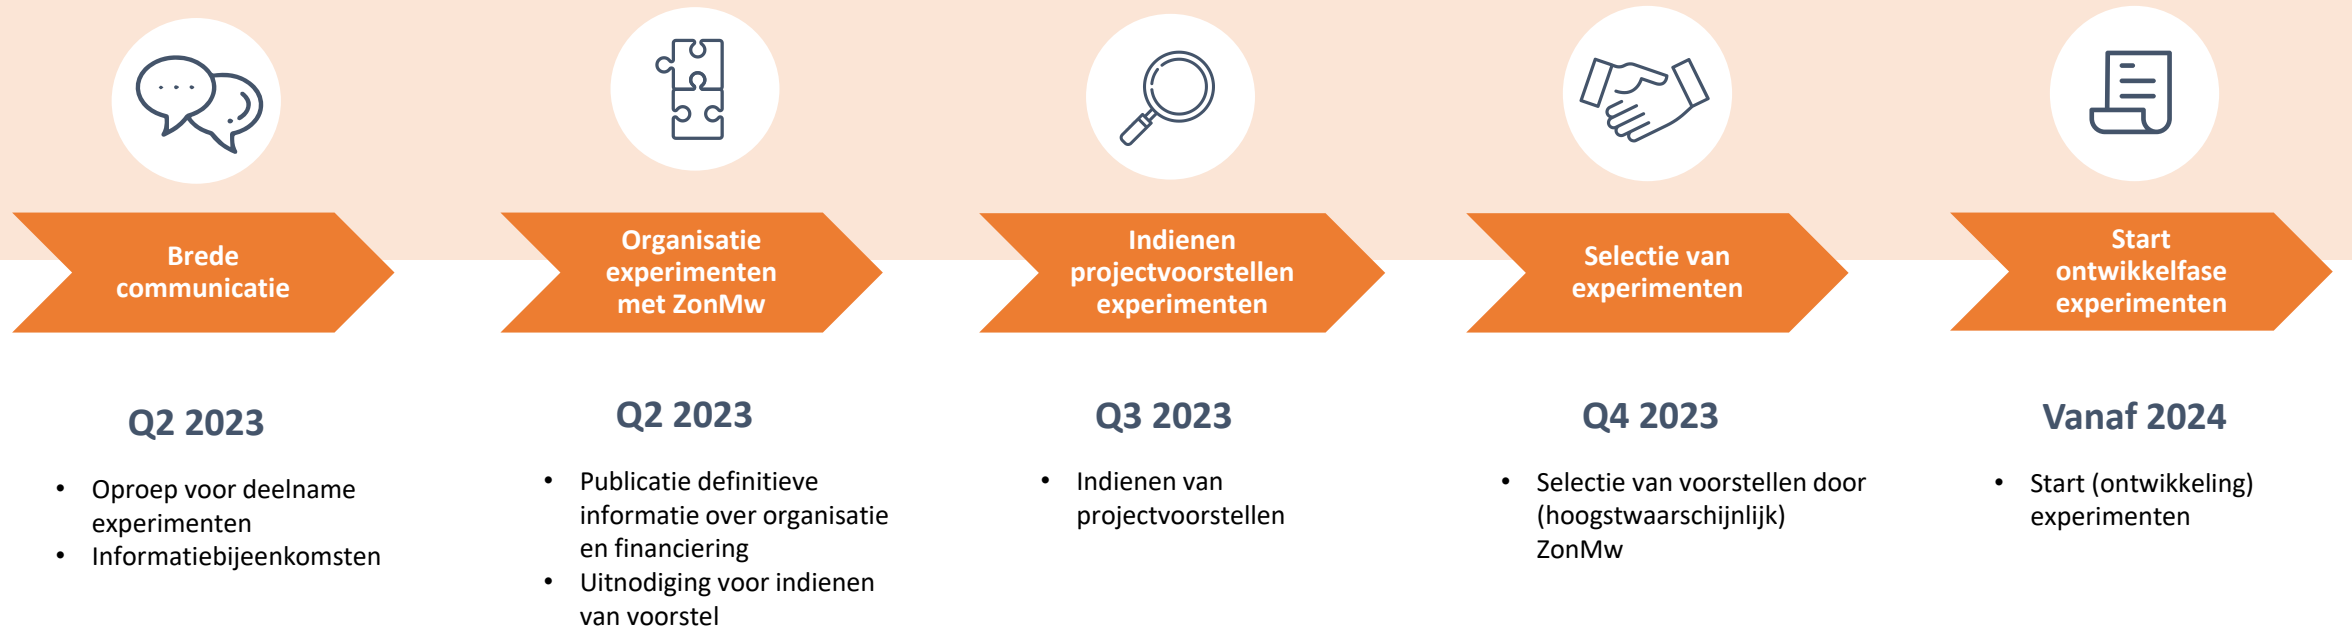 Brede
communicatie
Organisatie
experimenten
met ZonMw
Indienen
projectvoorstellen
experimenten
Selectie van
experimenten
Start
ontwikkelfase
experimenten
Q2 2023
• Oproep voor deelname
experimenten
• Informatiebijeenkomsten
Q2 2023
• Publicatie definitieve
informatie over organisatie
en financiering
• Uitnodiging voor indienen
van voorstel
Q3 2023
• Indienen van
projectvoorstellen
Q4 2023
• Selectie van voorstellen door
(hoogstwaarschijnlijk)
ZonMw
Vanaf 2024
• Start (ontwikkeling)
experimenten